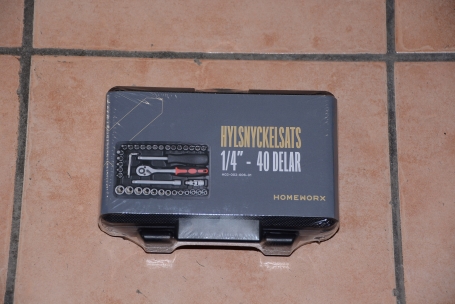 HYLSNYCKELSATS
1/4" - 40 DELAR
HOMEWORX